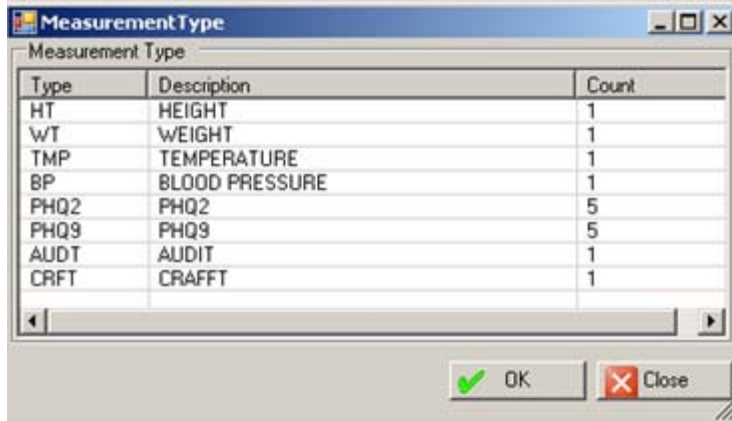 MeasurementType
Measurement Type
Type Description Count
HT HEIGHT 1
WT WEIGHT 1
TMP TEMPERATURE 1
BP BLOOD PRESSURE 1
PHQ2 PHQ2 5
PHQ9 PHQ9 5
AUDT AUDIT 1
CRFT CRAFFT 1
OK Close